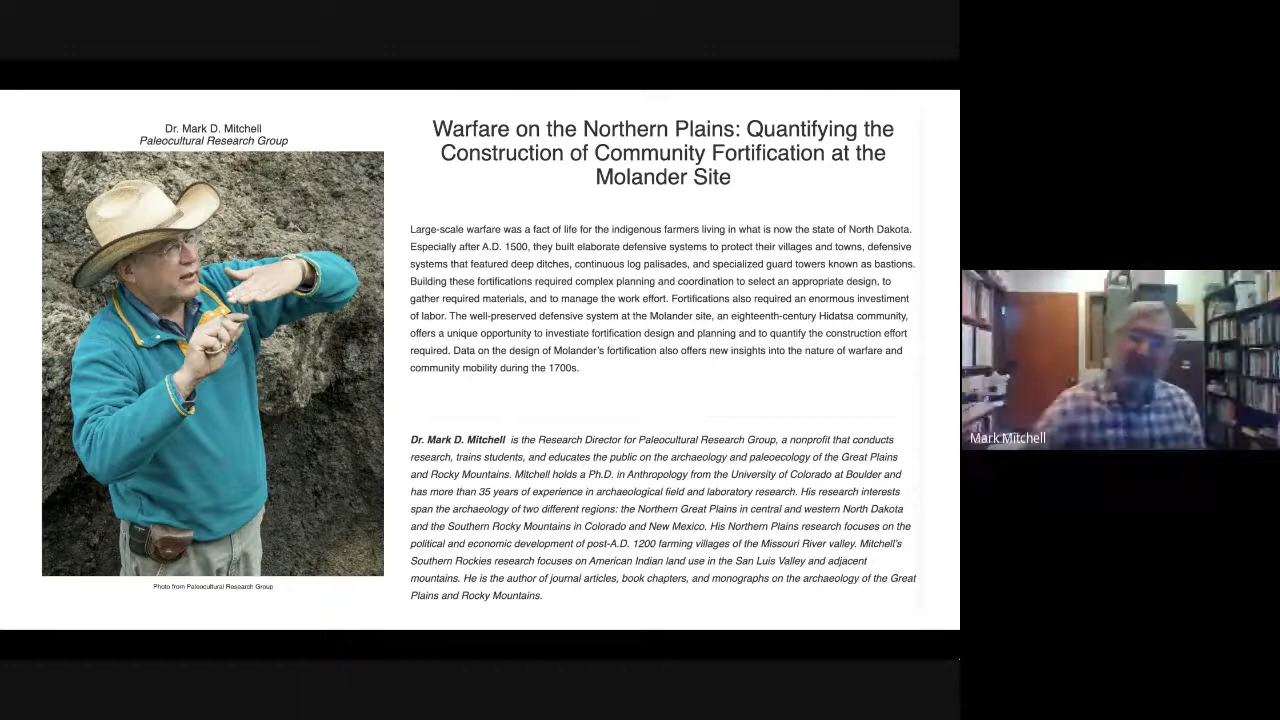 Dr. Mark D. Mitchell
Paleocultural Research Group
Photo from Paleocultural Research Group
Warfare on the Northern Plains: Quantifying the
Construction of Community Fortification at the
Molander Site
Large-scale warfare was a fact of life for the indigenous farmers living in what is now the state of North Dakota.
Especially after A.D. 1500, they built elaborate defensive systems to protect their villages and towns, defensive
systems that featured deep ditches, continuous log palisades, and specialized guard towers known as bastions.
Building these fortifications required complex planning and coordination to select an appropriate design, to
gather required materials, and to manage the work effort. Fortifications also required an enormous investiment
of labor. The well-preserved defensive system at the Molander site, an eighteenth-century Hidatsa community,
offers a unique opportunity to investigate fortification design and planning and to quantify the construction effort
required. Data on the design of Molander's fortification also offers new insights into the nature of warfare and
community mobility during the 1700s.
Dr. Mark D. Mitchell is the Research Director for Paleocultural Research Group, a nonprofit that conducts
research, trains students, and educates the public on the archaeology and paleoecology of the Great Plains
and Rocky Mountains. Mitchell holds a Ph.D. in Anthropology from the University of Colorado at Boulder and
has more than 35 years of experience in archaeological field and laboratory research. His research interests
span the archaeology of two different regions: the Northern Great Plains in central and western North Dakota
and the Southern Rocky Mountains in Colorado and New Mexico. His Northern Plains research focuses on the
political and economic development of post-A.D. 1200 farming villages of the Missouri River valley. Mitchell's
Southern Rockies research focuses on American Indian land use in the San Luis Valley and adjacent
mountains. He is the author of journal articles, book chapters, and monographs on the archaeology of the Great
Plains and Rocky Mountains.
Mark Mitchell